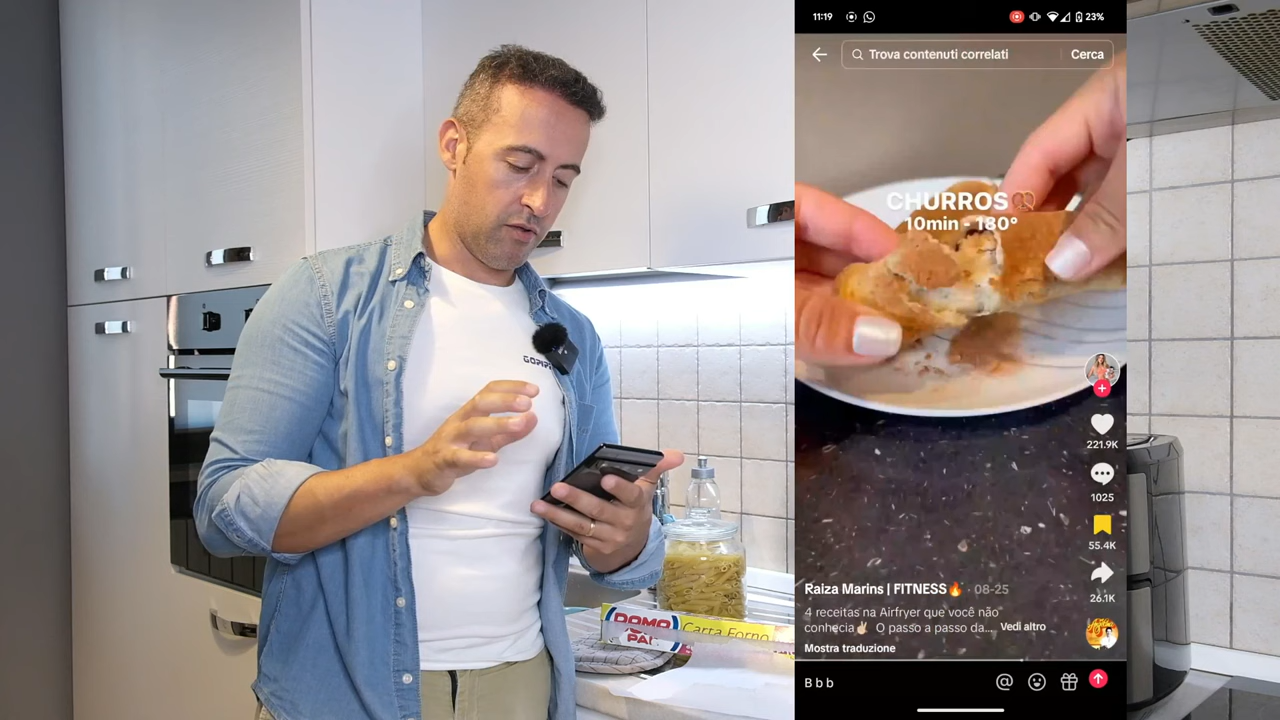 11:19
23%
Trova contenuti correlati
Cerca
CHURROS🥨
10min - 180°
221.9K
1025
55.4K
26.1K
Raiza Marins | FITNESS🔥 · 08-25
4 receitas na Airfryer que você não
conhecia✌🏼 O passo a passo da... Vedi altro
Mostra traduzione
B b b
DOMO
PAK
Carta Forno